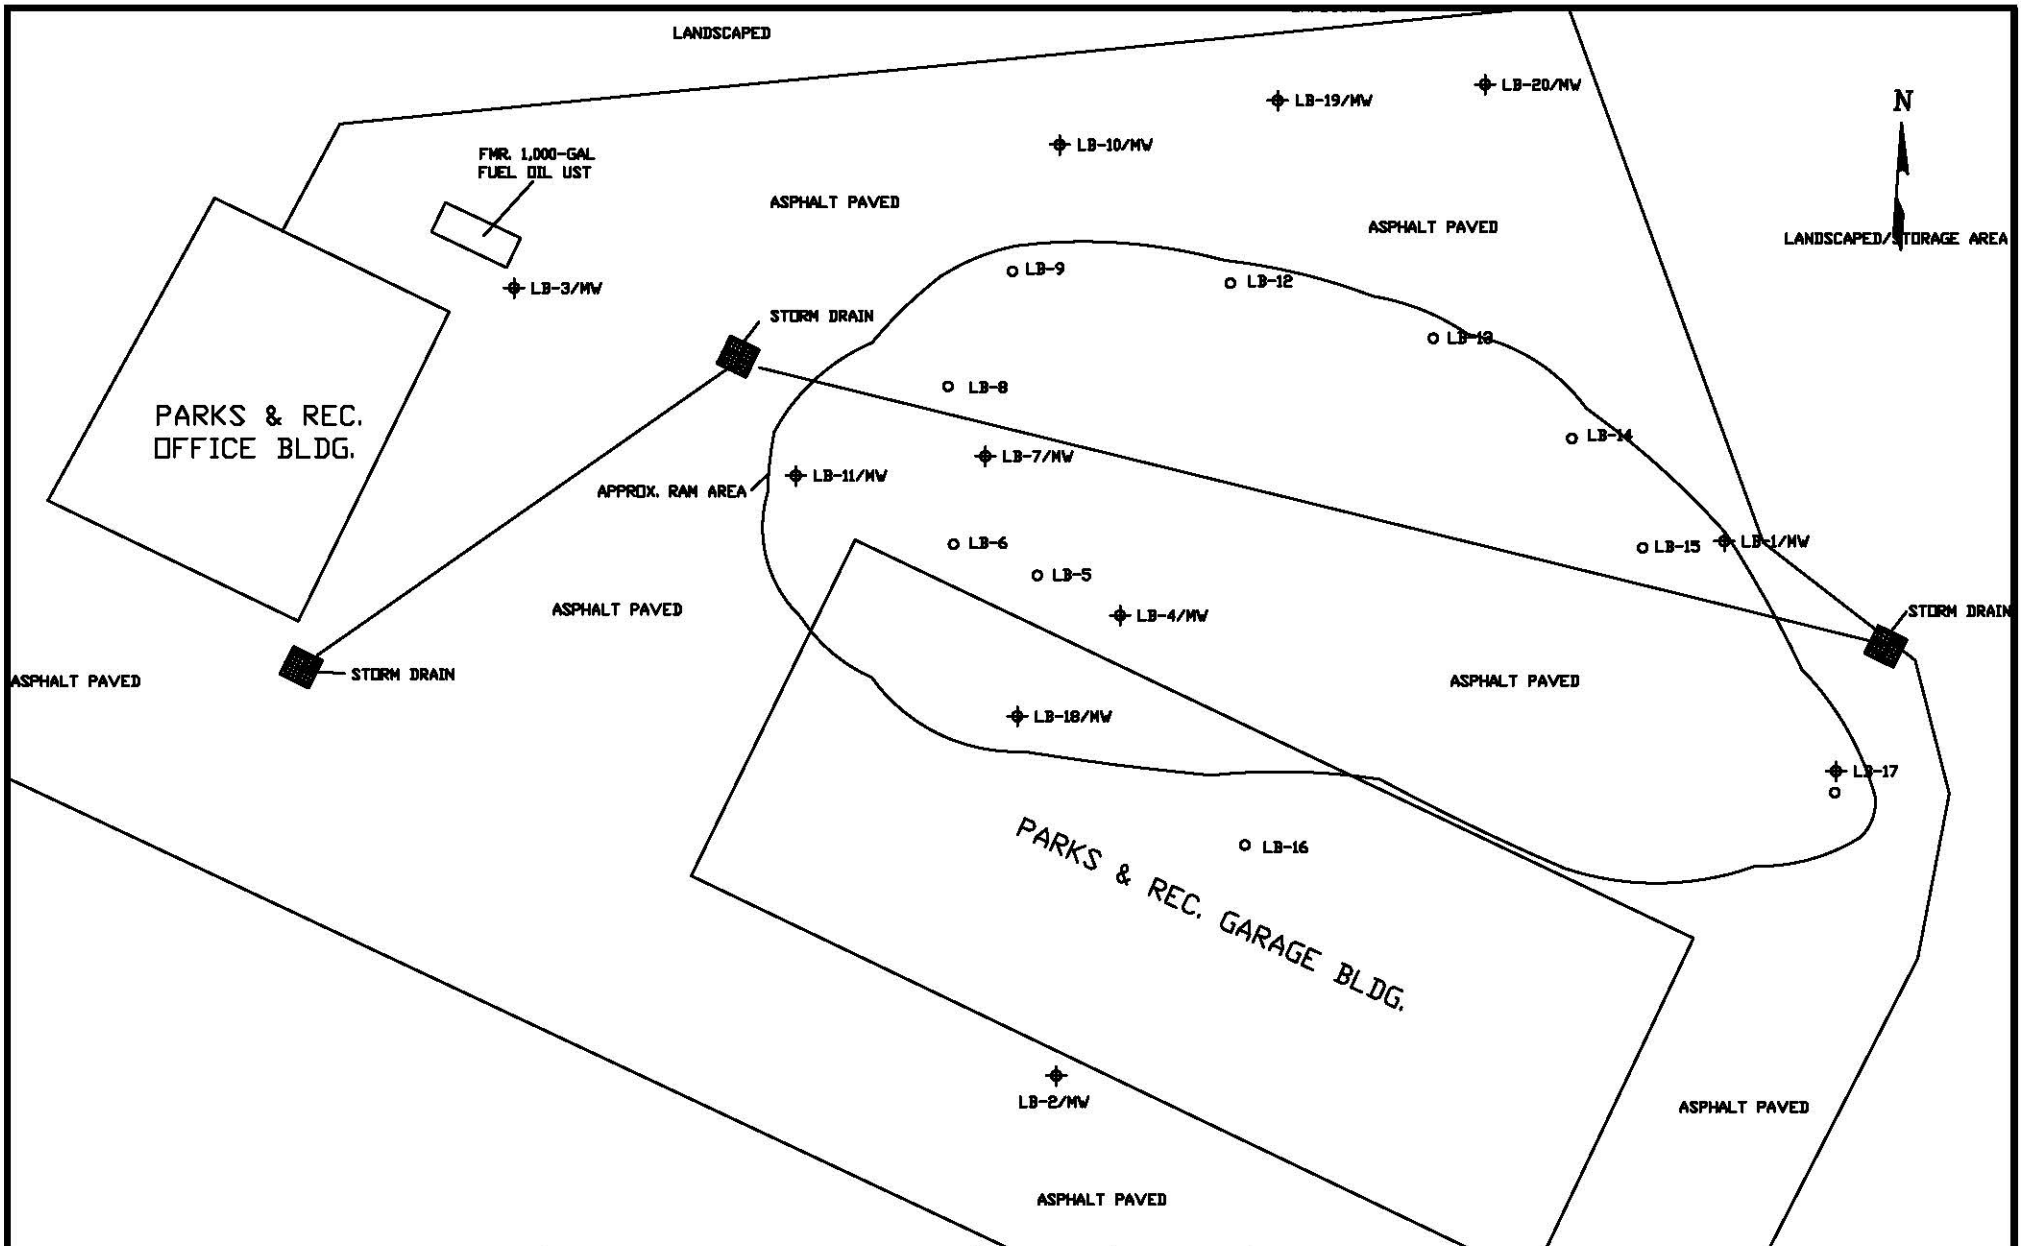 LANDSCAPED
LB-20/MW
LB-19/MW
N
LB-10/MW
FMR. 1,000-GAL
FUEL OIL UST
ASPHALT PAVED
ASPHALT PAVED
LANDSCAPED/STORAGE AREA
LB-9
LB-12
LB-3/MW
STORM DRAIN
LB-13
LB-8
PARKS & REC.
OFFICE BLDG.
LB-14
LB-7/MW
LB-11/MW
APPROX. RAM AREA
LB-6
LB-15
LB-1/MW
LB-5
ASPHALT PAVED
LB-4/MW
STORM DRAIN
STORM DRAIN
ASPHALT PAVED
ASPHALT PAVED
LB-18/MW
LB-17
LB-16
PARKS & REC. GARAGE BLDG.
LB-2/MW
ASPHALT PAVED
ASPHALT PAVED